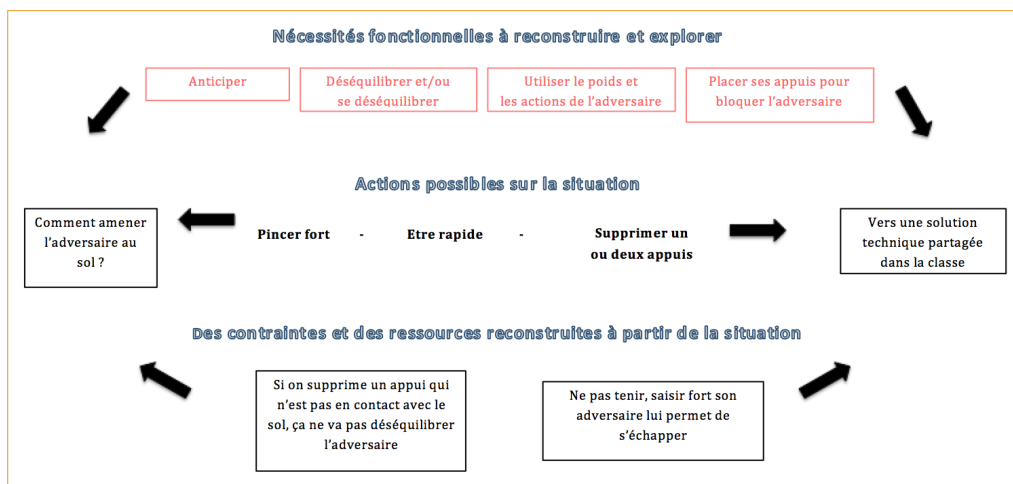 Nécessités fonctionnelles à reconstruire et explorer
Anticiper
Déséquilibrer et/ou
se déséquilibrer
Utiliser le poids et
les actions de l’adversaire
Placer ses appuis pour
bloquer l’adversaire
Actions possibles sur la situation
Comment amener
l’adversaire au
sol ?
Pincer fort - Etre rapide - Supprimer un
ou deux appuis
Vers une solution
technique partagée
dans la classe
Des contraintes et des ressources reconstruites à partir de la situation
Si on supprime un appui qui
n’est pas en contact avec le
sol, ça ne va pas déséquilibrer
l’adversaire
Ne pas tenir, saisir fort son
adversaire lui permet de
s’échapper